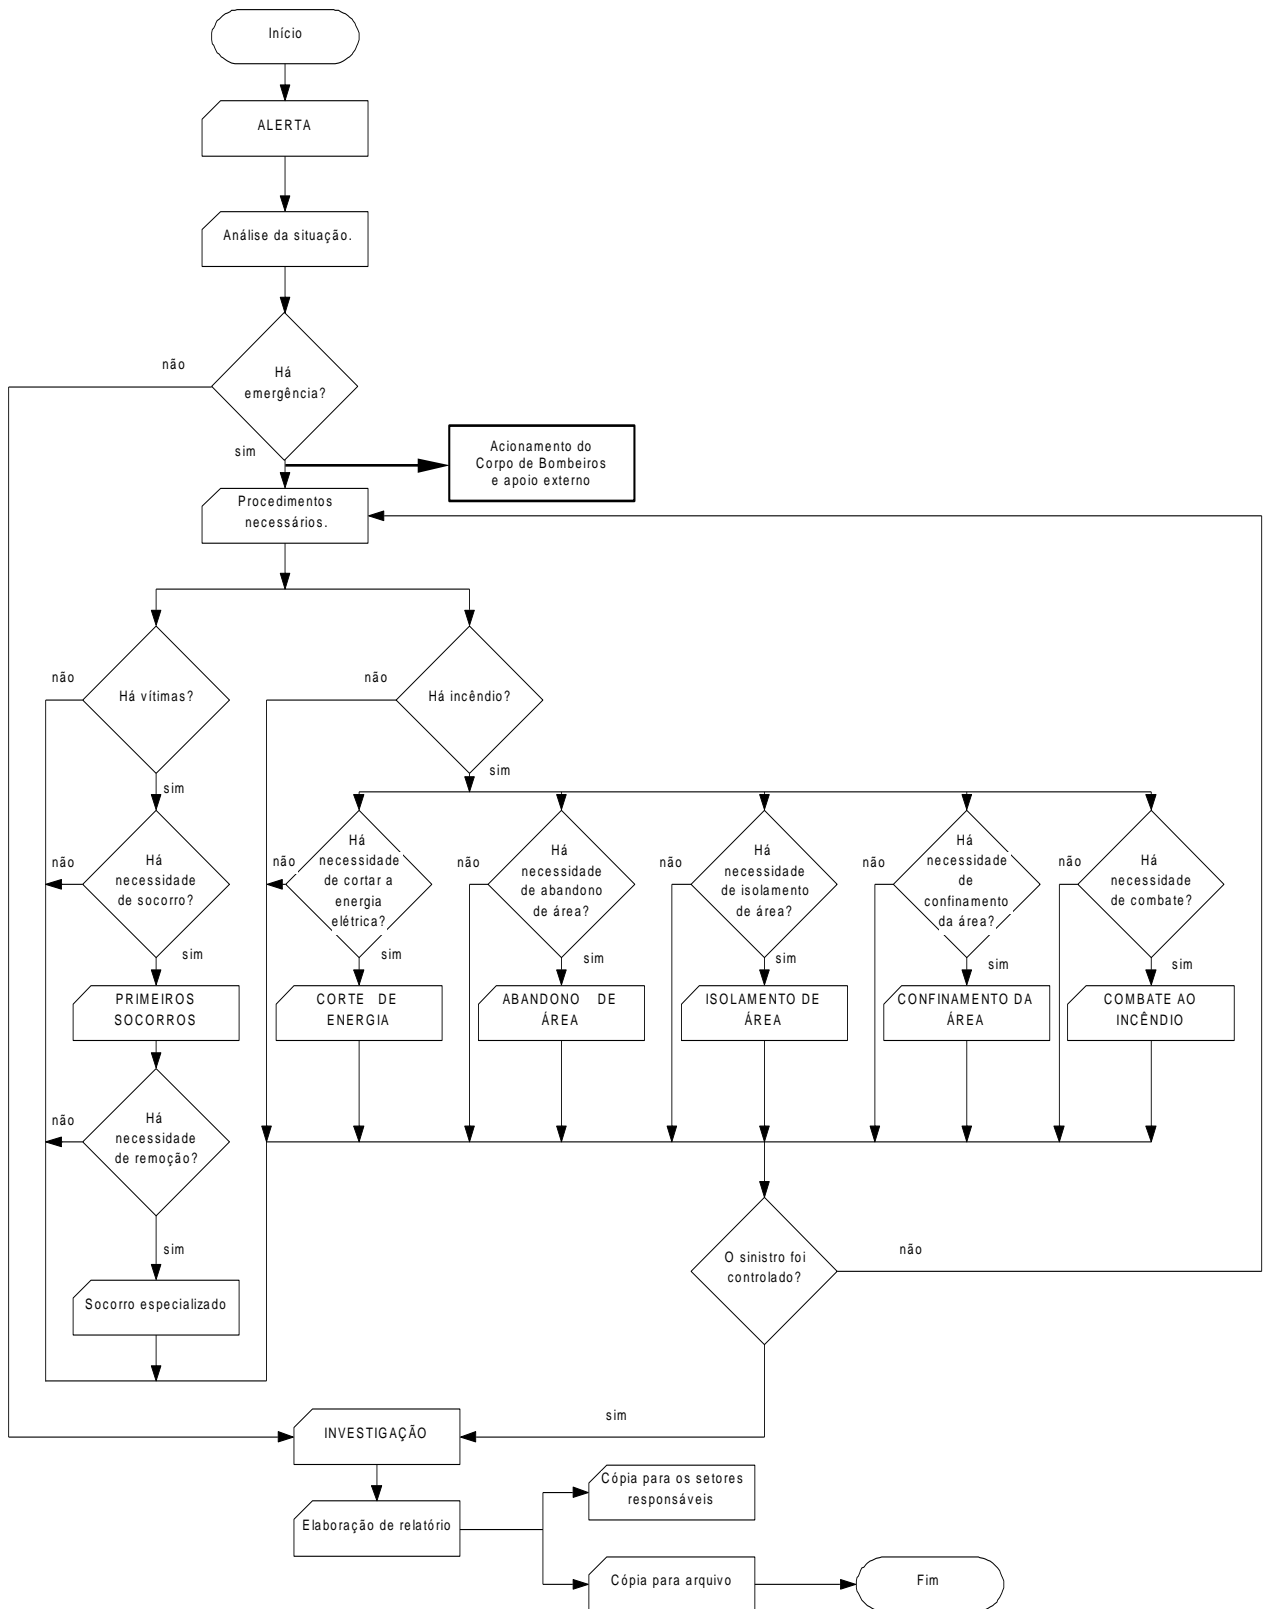 Início
ALERTA
Análise da situação.
não
Há
emergência?
sim
Acionamento do
Corpo de Bombeiros
e apoio externo
Procedimentos
necessários.
não
Há vítimas?
sim
não
Há incêndio?
sim
não
Há
necessidade
de socorro?
sim
não
Há
necessidade
de cortar a
energia
elétrica?
sim
não
Há
necessidade
de abandono
de área?
sim
não
Há
necessidade
de isolamento
de área?
sim
não
Há
necessidade
de
confinamento
da área?
sim
não
Há
necessidade
de combate?
sim
PRIMEIROS
SOCORROS
CORTE DE
ENERGIA
ABANDONO DE
ÁREA
ISOLAMENTO DE
ÁREA
CONFINAMENTO DA
ÁREA
COMBATE AO
INCÊNDIO
não
Há
necessidade
de remoção?
sim
Socorro especializado
O sinistro foi
controlado?
não
sim
INVESTIGAÇÃO
Elaboração de relatório
Cópia para os setores
responsáveis
Cópia para arquivo
Fim